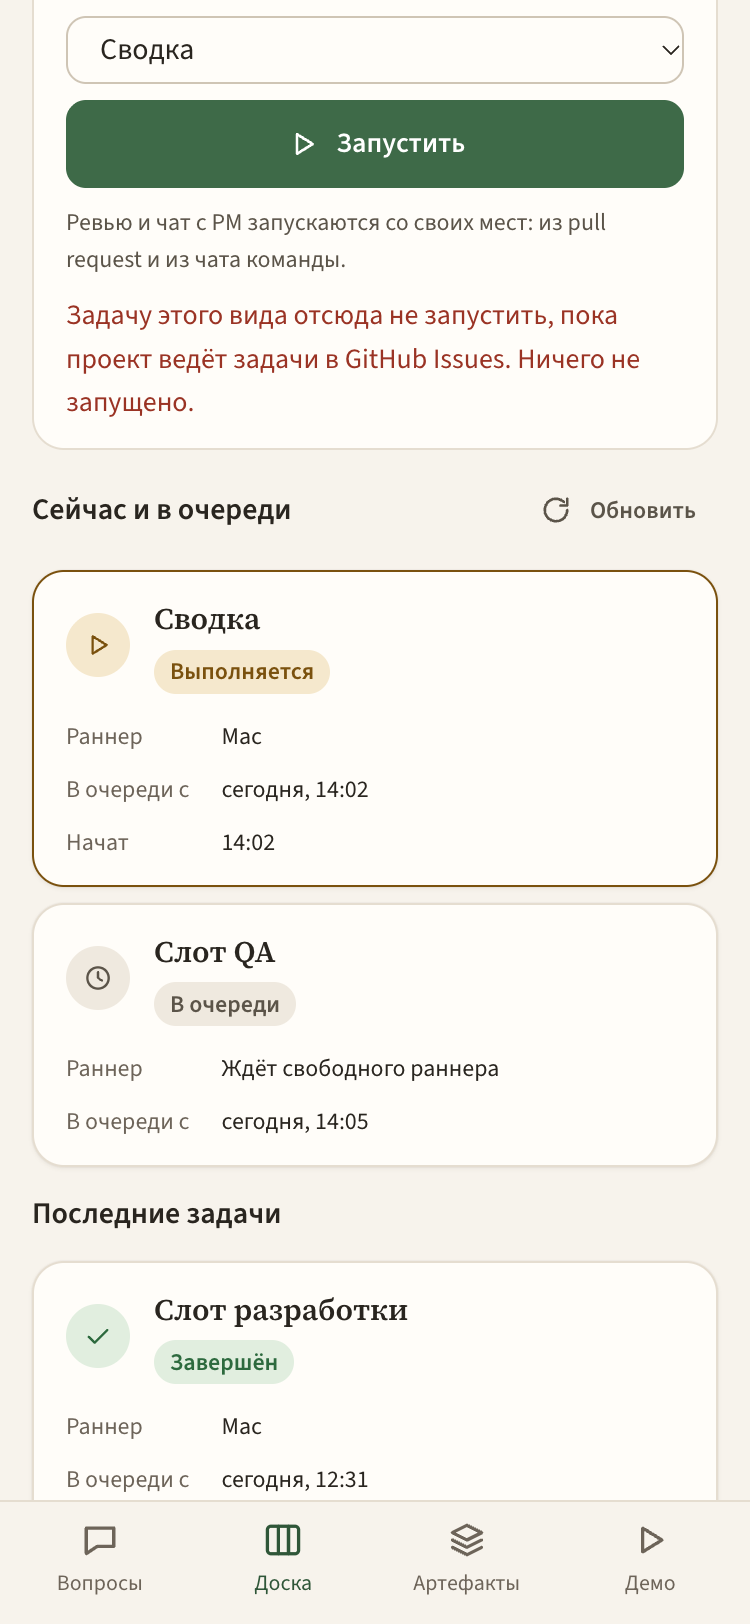 Сводка
Запустить
Ревью и чат с PM запускаются со своих мест: из pull
request и из чата команды.
Задачу этого вида отсюда не запустить, пока
проект ведёт задачи в GitHub Issues. Ничего не
запущено.
Сейчас и в очереди
Обновить
Сводка
Выполняется
Раннер Mac
В очереди с сегодня, 14:02
Начат 14:02
Слот QA
В очереди
Раннер Ждёт свободного раннера
В очереди с сегодня, 14:05
Последние задачи
Слот разработки
Завершён
Раннер Mac
В очереди с сегодня, 12:31
Вопросы Доска Артефакты Демо